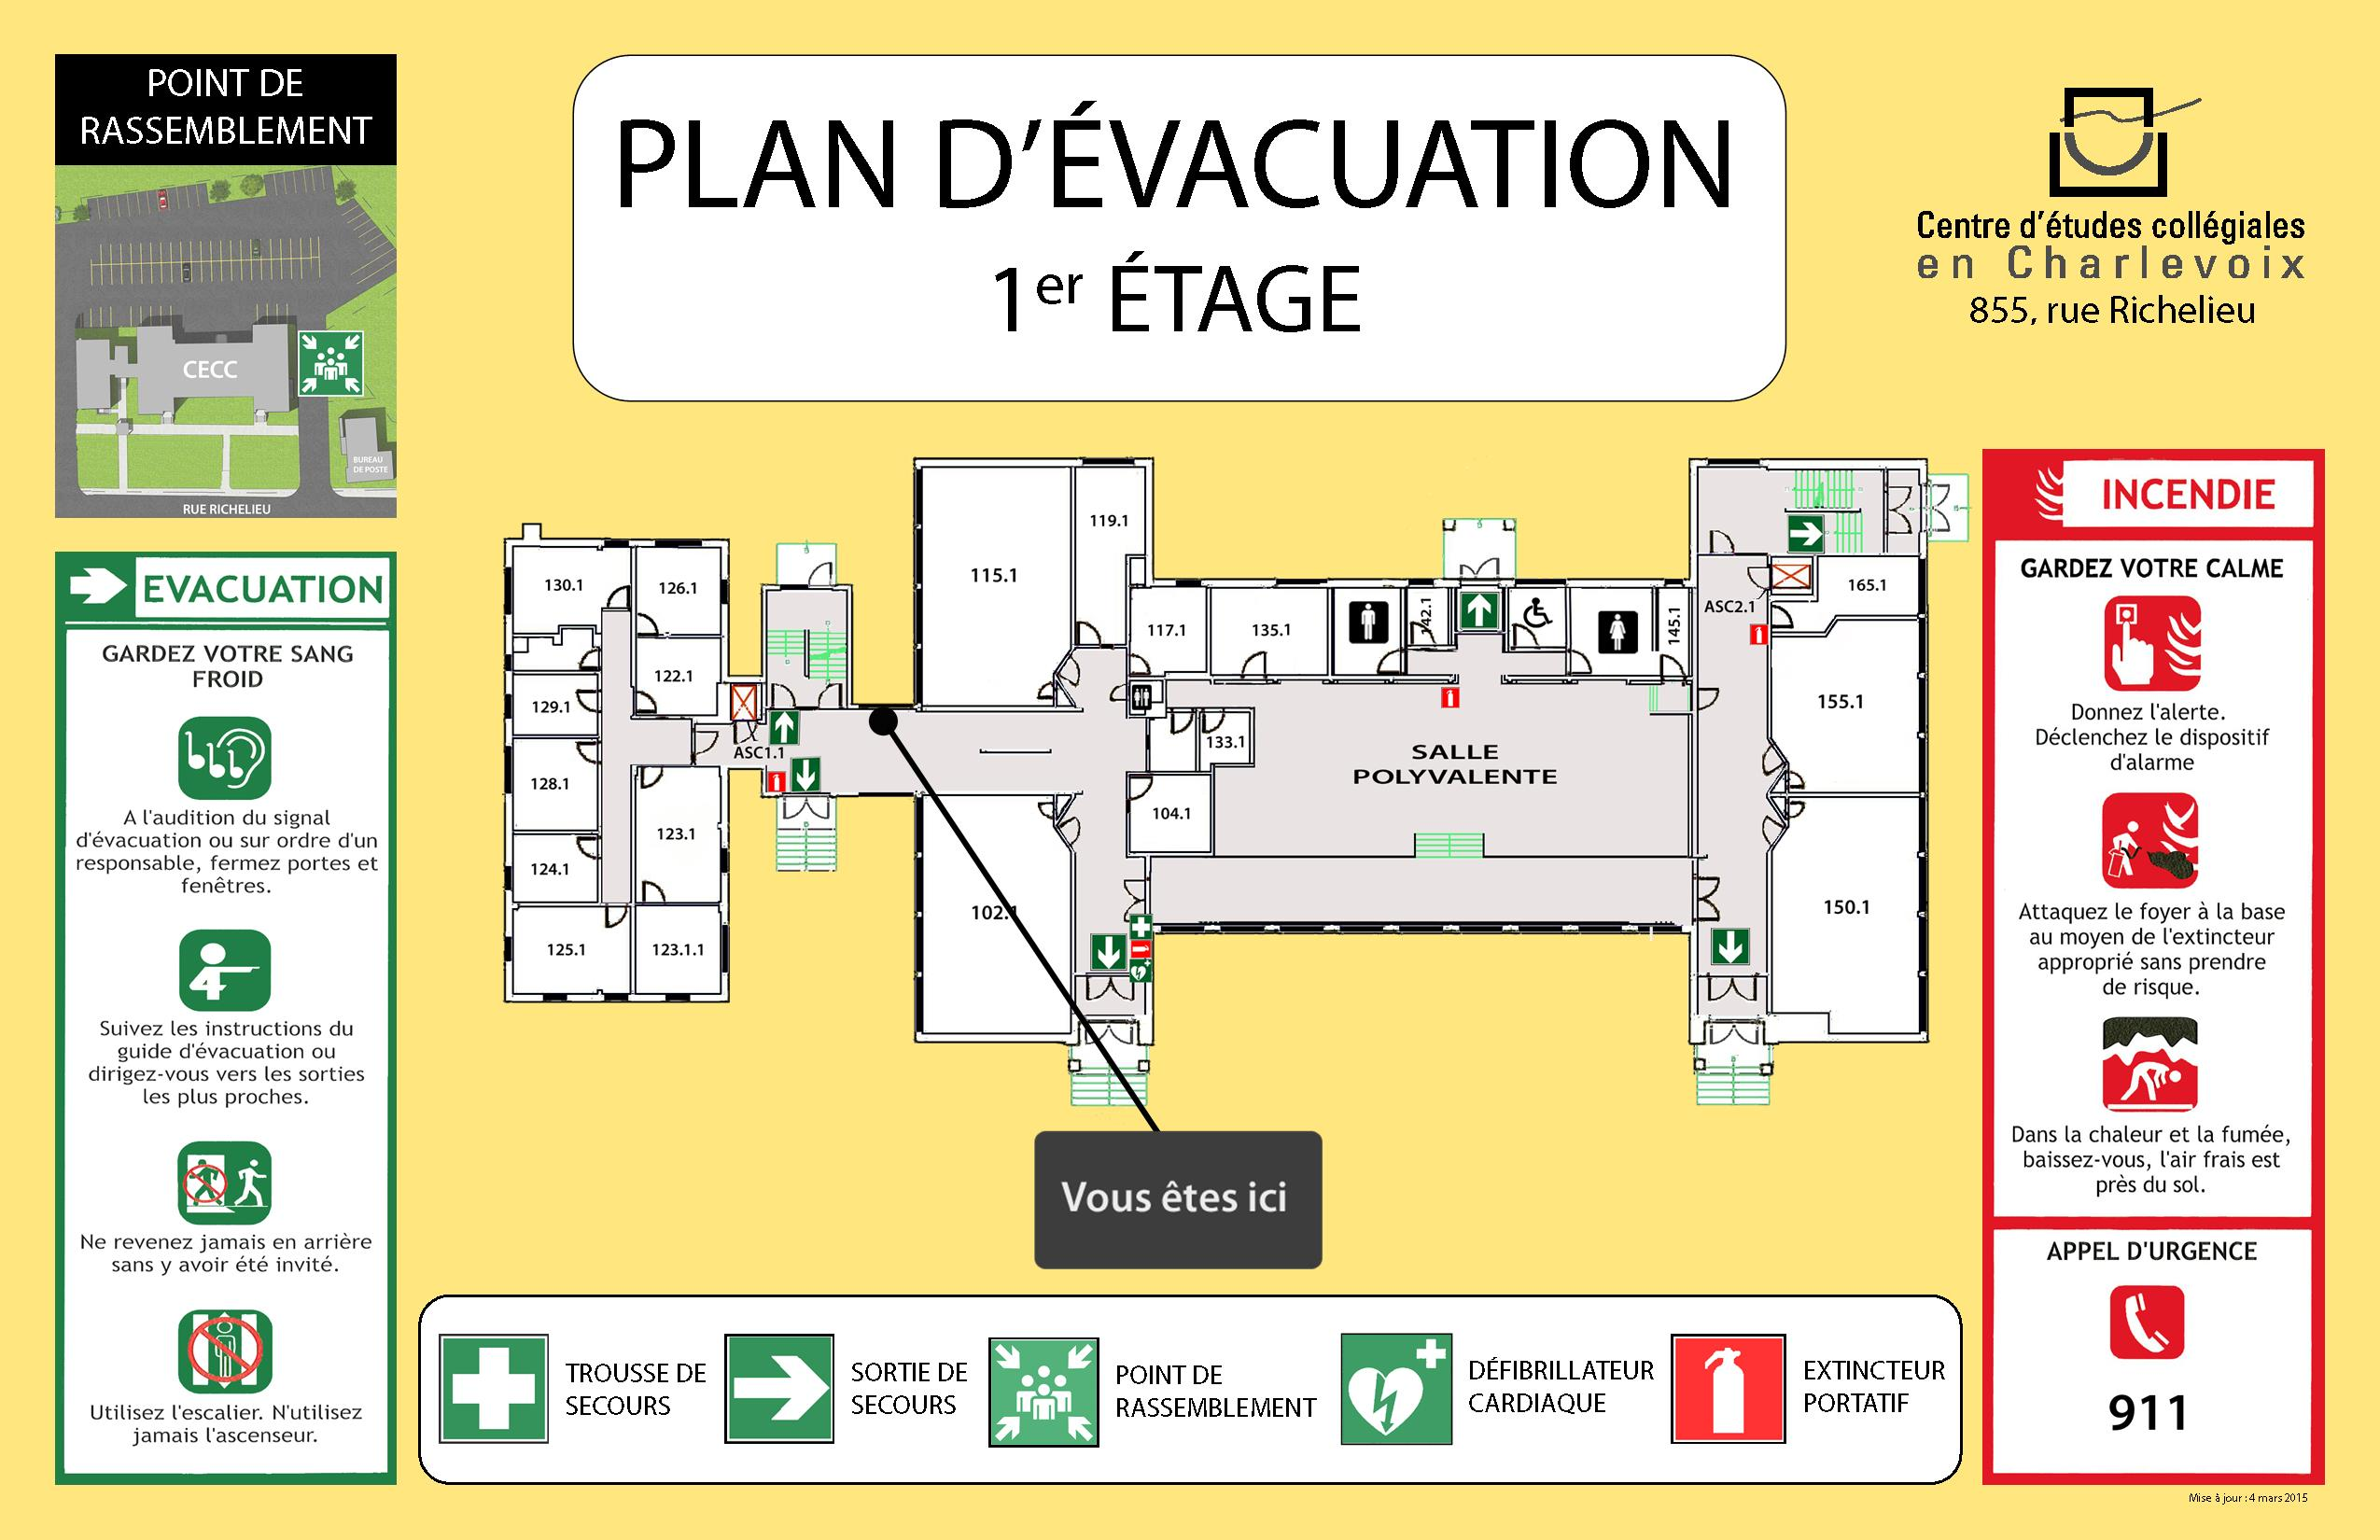 POINT DE
RASSEMBLEMENT
CECC
BUREAU
DE POSTE
RUE RICHELIEU
PLAN D'ÉVACUATION
1er ÉTAGE
Centre d'études collégiales
en Charlevoix
855, rue Richelieu
EVACUATION
GARDEZ VOTRE SANG
FROID
A l'audition du signal
d'évacuation ou sur ordre d'un
responsable, fermez portes et
fenêtres.
Suivez les instructions du
guide d'évacuation ou
dirigez-vous vers les sorties
les plus proches.
Ne revenez jamais en arrière
sans y avoir été invité.
Utilisez l'escalier. N'utilisez
jamais l'ascenseur.
130.1
126.1
122.1
129.1
128.1
124.1
125.1
123.1
123.1.1
ASC1.1
115.1
119.1
117.1
135.1
142.1
145.1
133.1
104.1
102.1
SALLE
POLYVALENTE
ASC2.1
165.1
155.1
150.1
Vous êtes ici
INCENDIE
GARDEZ VOTRE CALME
Donnez l'alerte.
Déclenchez le dispositif
d'alarme
Attaquez le foyer à la base
au moyen de l'extincteur
approprié sans prendre
de risque.
Dans la chaleur et la fumée,
baissez-vous, l'air frais est
près du sol.
APPEL D'URGENCE
911
TROUSSE DE
SECOURS
SORTIE DE
SECOURS
POINT DE
RASSEMBLEMENT
DÉFIBRILLATEUR
CARDIAQUE
EXTINCTEUR
PORTATIF
Mise à jour : 4 mars 2015